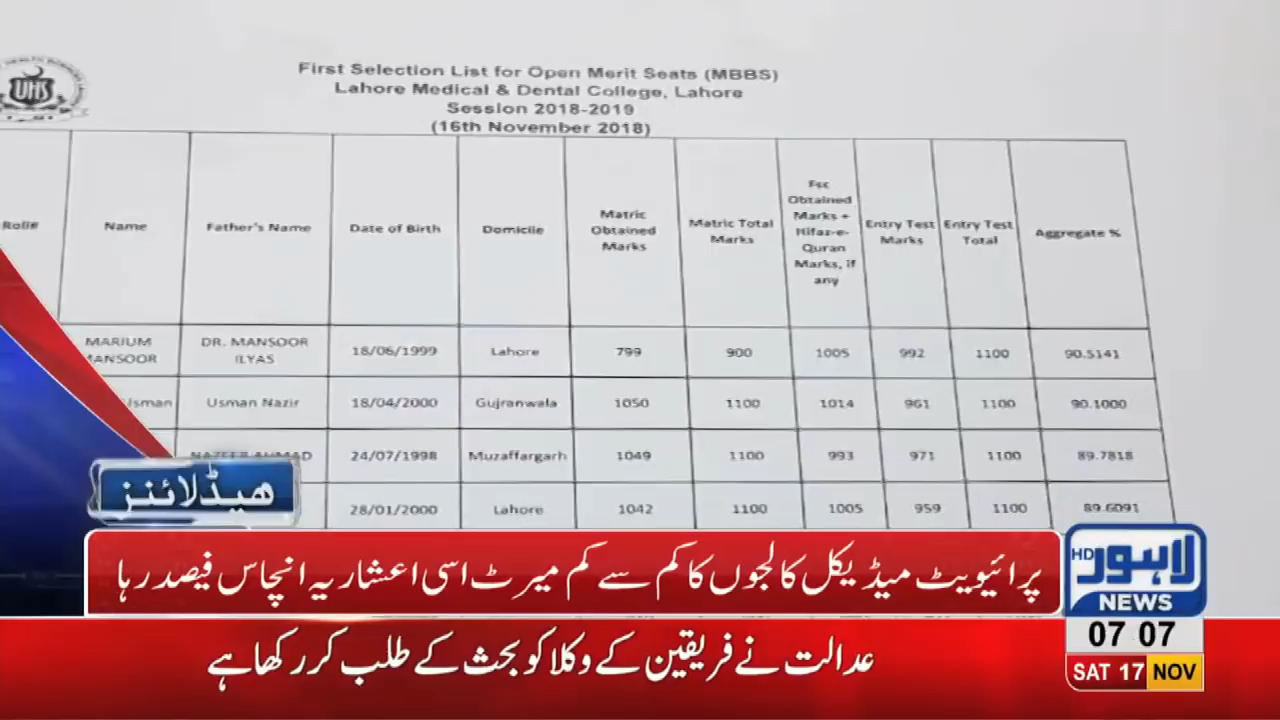 UHS
First Selection List for Open Merit Seats (MBBS)
Lahore Medical & Dental College, Lahore
Session 2018-2019
(16th November 2018)
Roll# Name Father's Name Date of Birth Domicile Matric Obtained Marks Matric Total Marks Fsc Obtained Marks + Hifaz-e-Quran Marks, if any Entry Test Marks Entry Test Total Aggregate %
MARIUM MANSOOR DR. MANSOOR ILYAS 18/06/1999 Lahore 799 900 1005 992 1100 90.5141
Usman Nazir 18/04/2000 Gujranwala 1050 1100 1014 961 1100 90.1000
24/07/1998 Muzaffargarh 1049 1100 993 971 1100 89.7818
28/01/2000 Lahore 1042 1100 1005 959 1100 89.6091
ھیڈلائنز
پرائیویٹ میڈیکل کالجوں کا کم سے کم میرٹ اسی اعشاریہ انچاس فیصد رہا
عدالت نے فریقین کے وکلا کو بحث کے طلب کر رکھا ہے
لاہور HD
NEWS
07 07
SAT 17 NOV